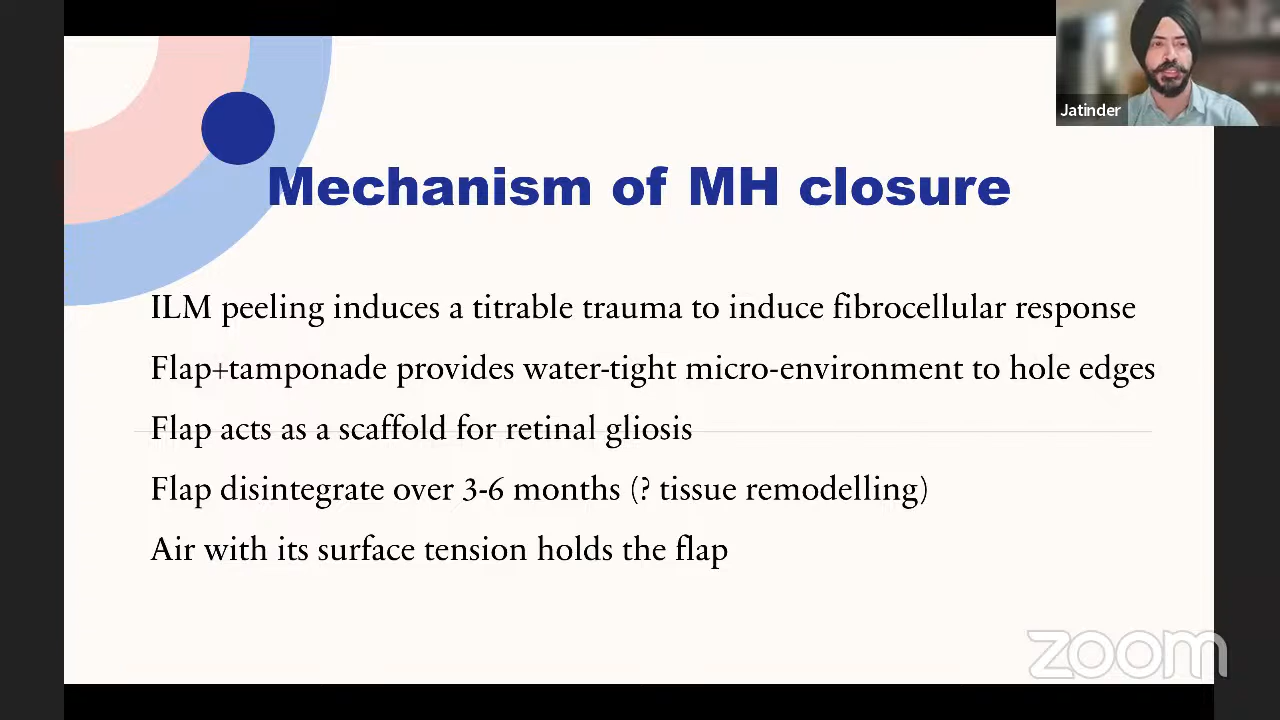 Jatinder
Mechanism of MH closure
ILM peeling induces a titrable trauma to induce fibrocellular response
Flap+tamponade provides water-tight micro-environment to hole edges
Flap acts as a scaffold for retinal gliosis
Flap disintegrate over 3-6 months (? tissue remodelling)
Air with its surface tension holds the flap
zoom